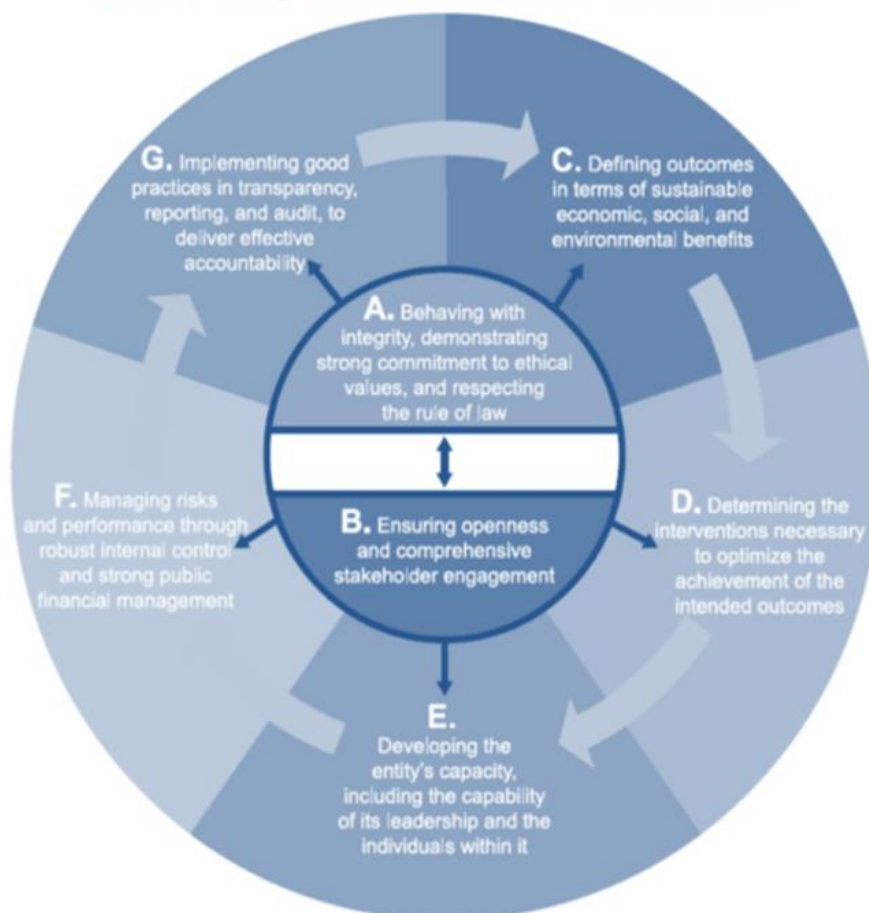 G. Implementing good
practices in transparency,
reporting, and audit, to
deliver effective
accountability
C. Defining outcomes
in terms of sustainable
economic, social, and
environmental benefits
A. Behaving with
integrity, demonstrating
strong commitment to ethical
values, and respecting
the rule of law
F. Managing risks
and performance through
robust internal control
and strong public
financial management
B. Ensuring openness
and comprehensive
stakeholder engagement
D. Determining the
interventions necessary
to optimize the
achievement of the
intended outcomes
E.
Developing the
entity's capacity,
including the capability
of its leadership and the
individuals within it